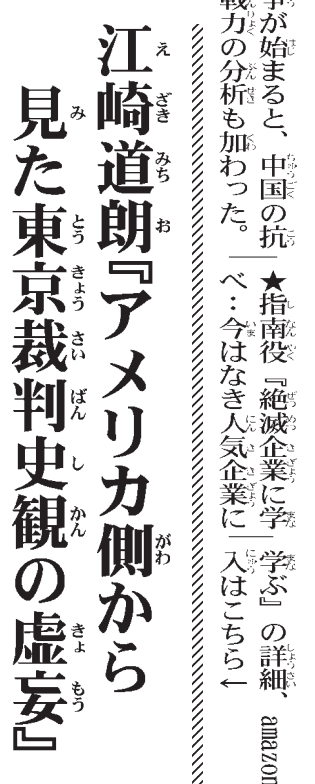 が始まると、中国の抗
戦力の分析も加わった。
★指南役『絶滅企業に学
べ：今はなき人気企業に
学ぶ』の詳細、amazon
入はこちら↓
江崎道朗『アメリカ側から
見た東京裁判史観の虚妄』